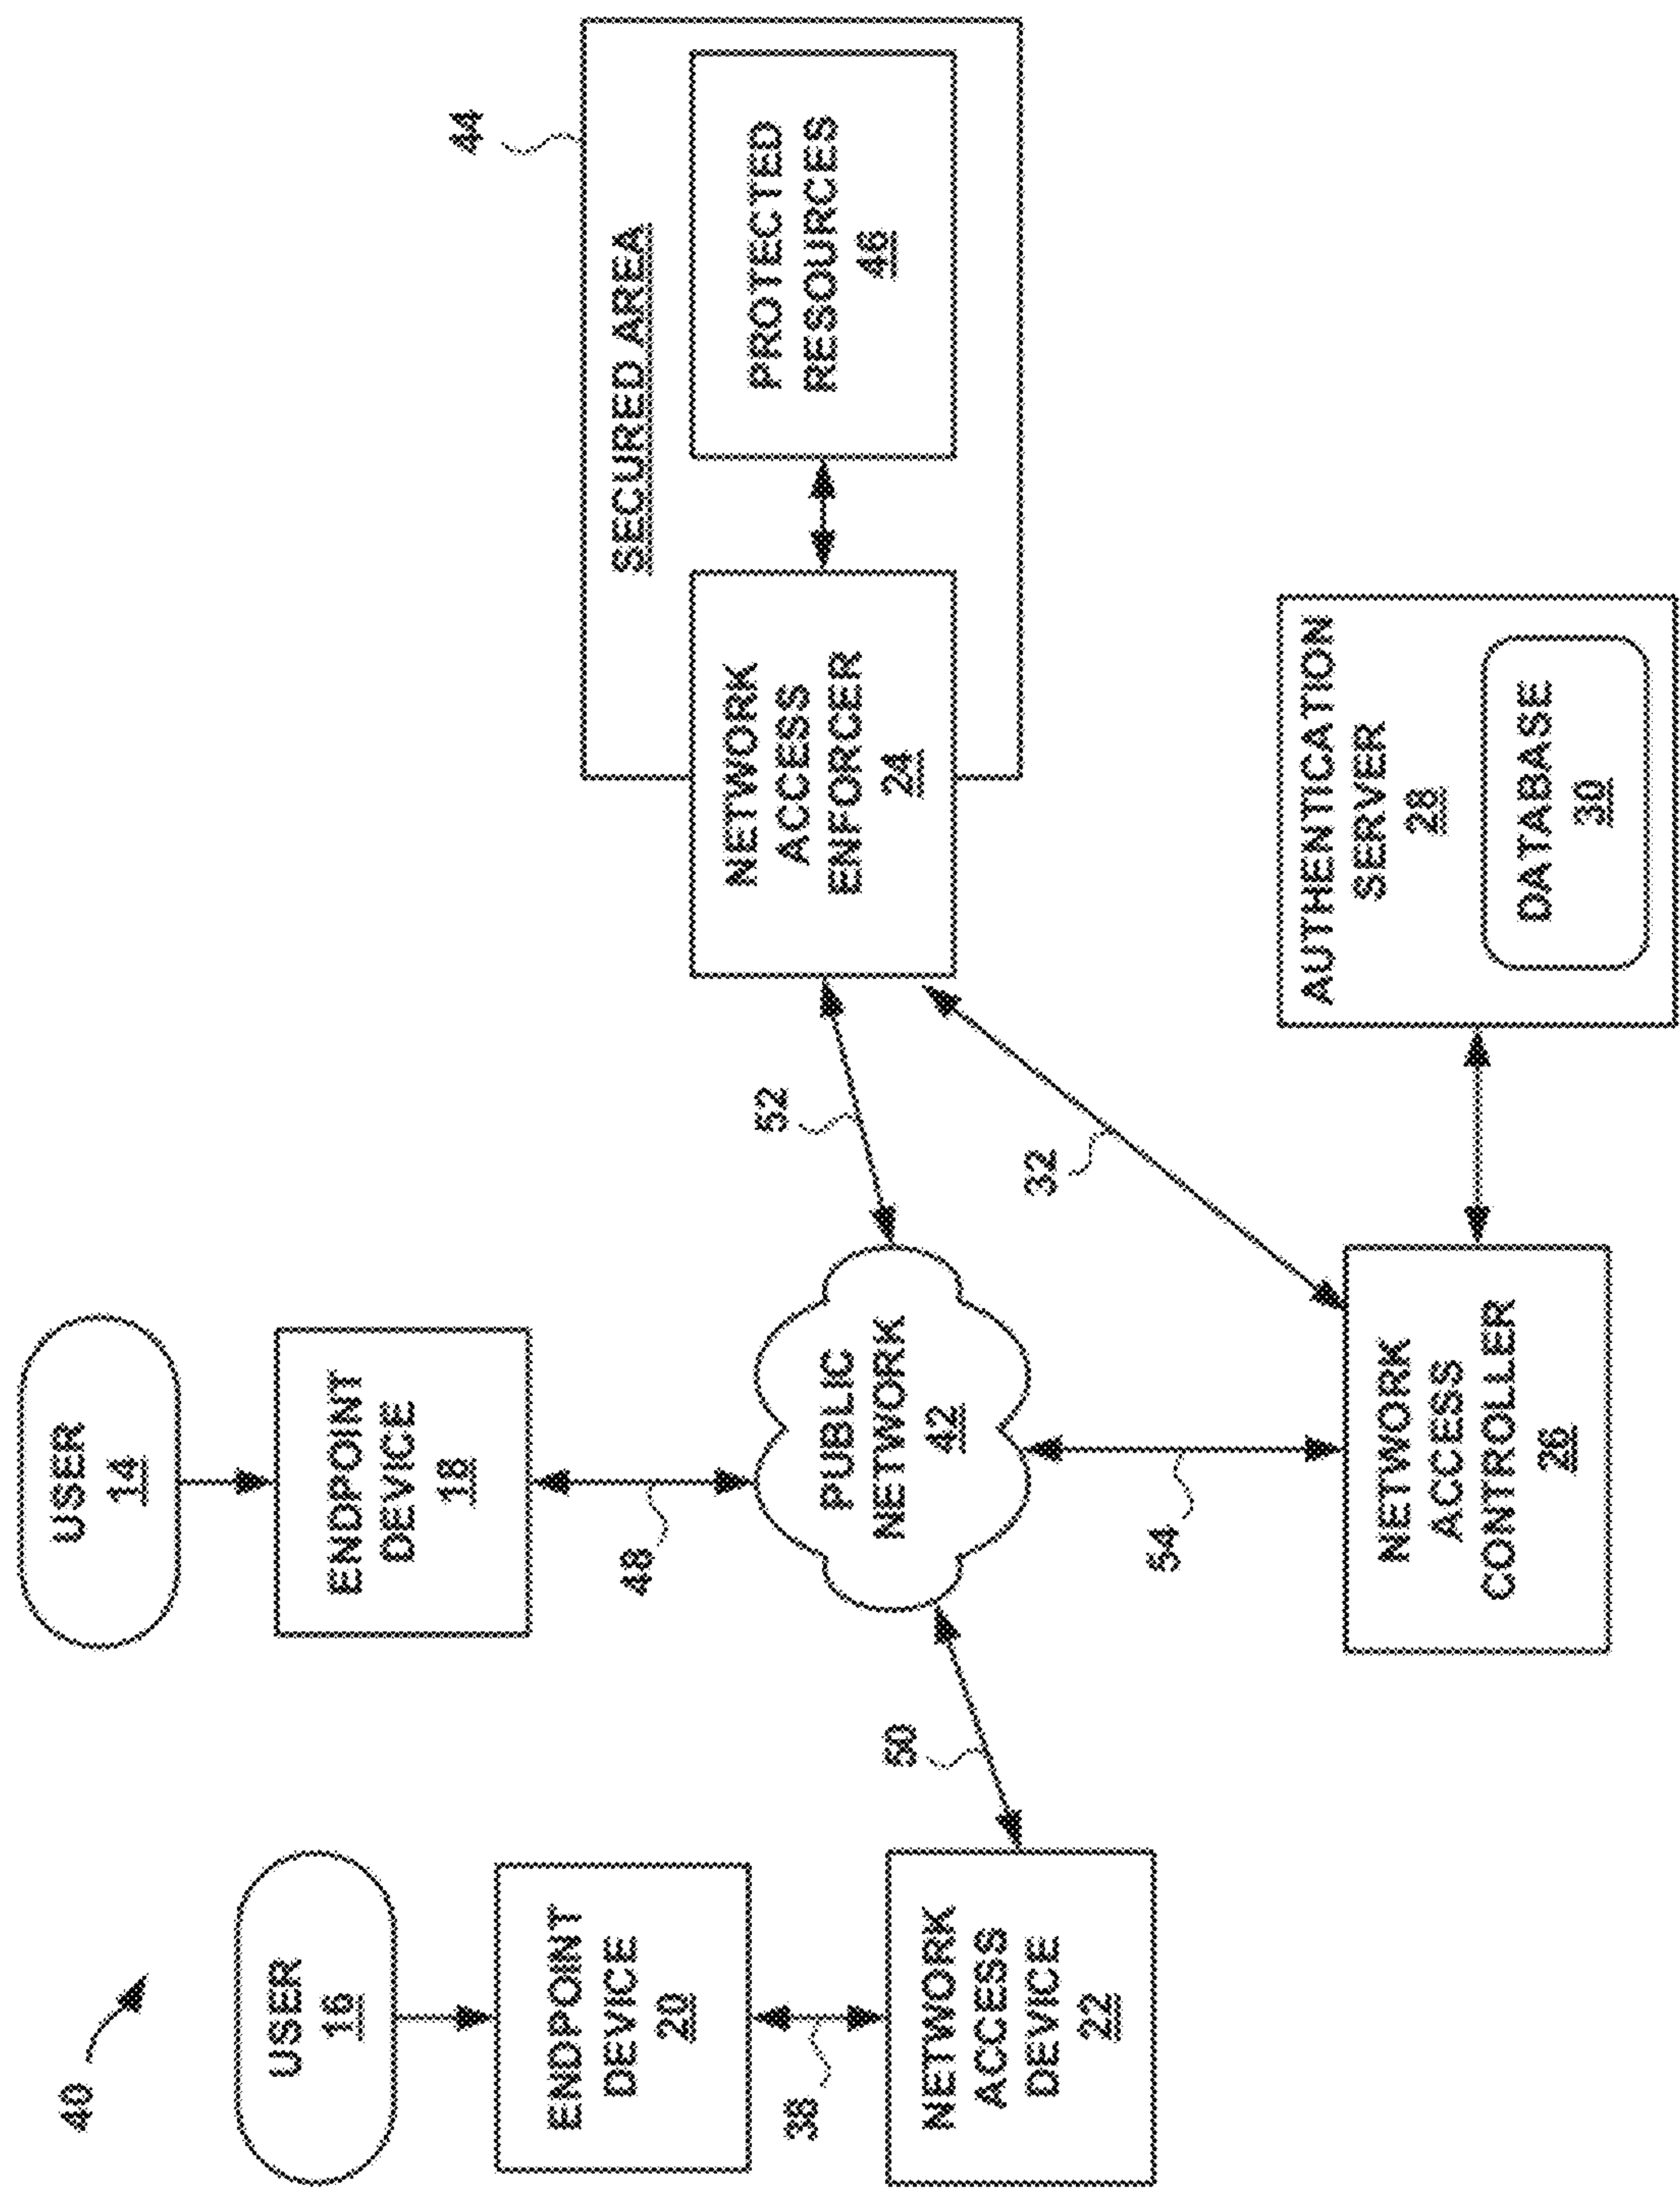 40
USER
16
ENDPOINT
DEVICE
20
38
NETWORK
ACCESS
DEVICE
22
50
USER
14
ENDPOINT
DEVICE
18
48
PUBLIC
NETWORK
42
54
NETWORK
ACCESS
CONTROLLER
26
52
32
44
SECURED AREA
NETWORK
ACCESS
ENFORCER
24
PROTECTED
RESOURCES
46
AUTHENTICATION
SERVER
28
DATABASE
30